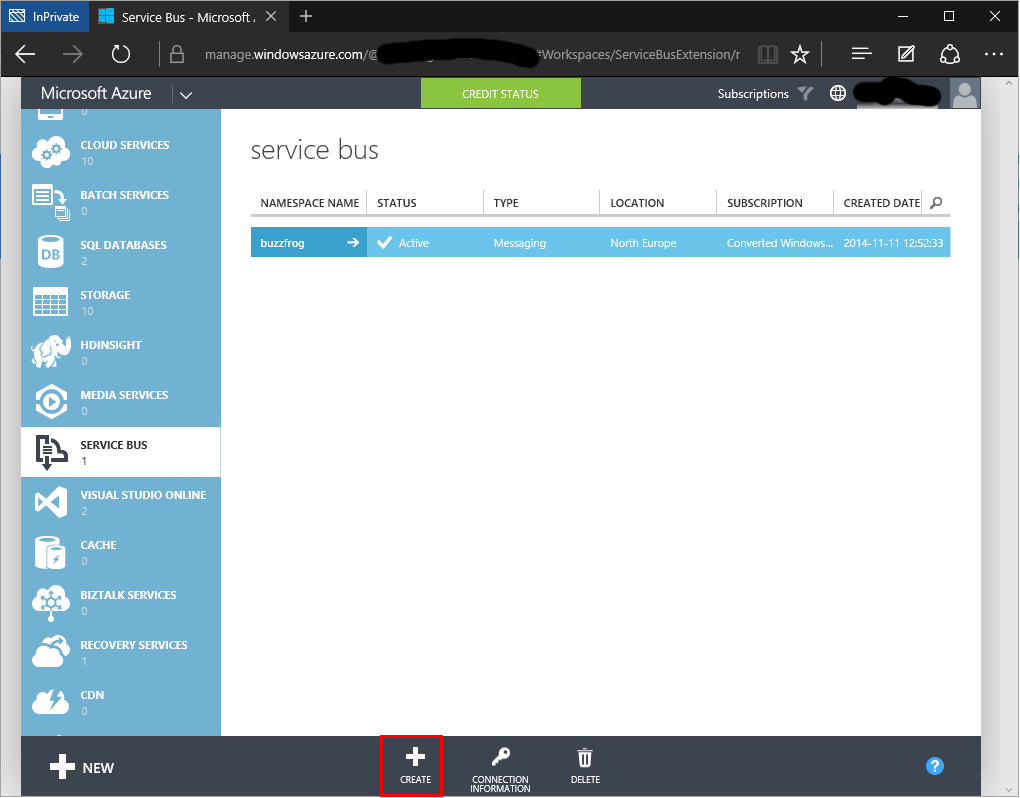 InPrivate
Service Bus - Microsoft
manage.windowsazure.com/@ #Workspaces/ServiceBusExtension/r
Microsoft Azure
CREDIT STATUS
Subscriptions
0
CLOUD SERVICES
10
BATCH SERVICES
0
DB
SQL DATABASES
2
STORAGE
10
HDINSIGHT
0
MEDIA SERVICES
0
SERVICE BUS
1
VISUAL STUDIO ONLINE
2
CACHE
0
BIZTALK SERVICES
0
RECOVERY SERVICES
1
CDN
0
service bus
NAMESPACE NAME STATUS TYPE LOCATION SUBSCRIPTION CREATED DATE
buzzfrog Active Messaging North Europe Converted Windows... 2014-11-11 12:52:33
NEW
CREATE
CONNECTION
INFORMATION
DELETE
?